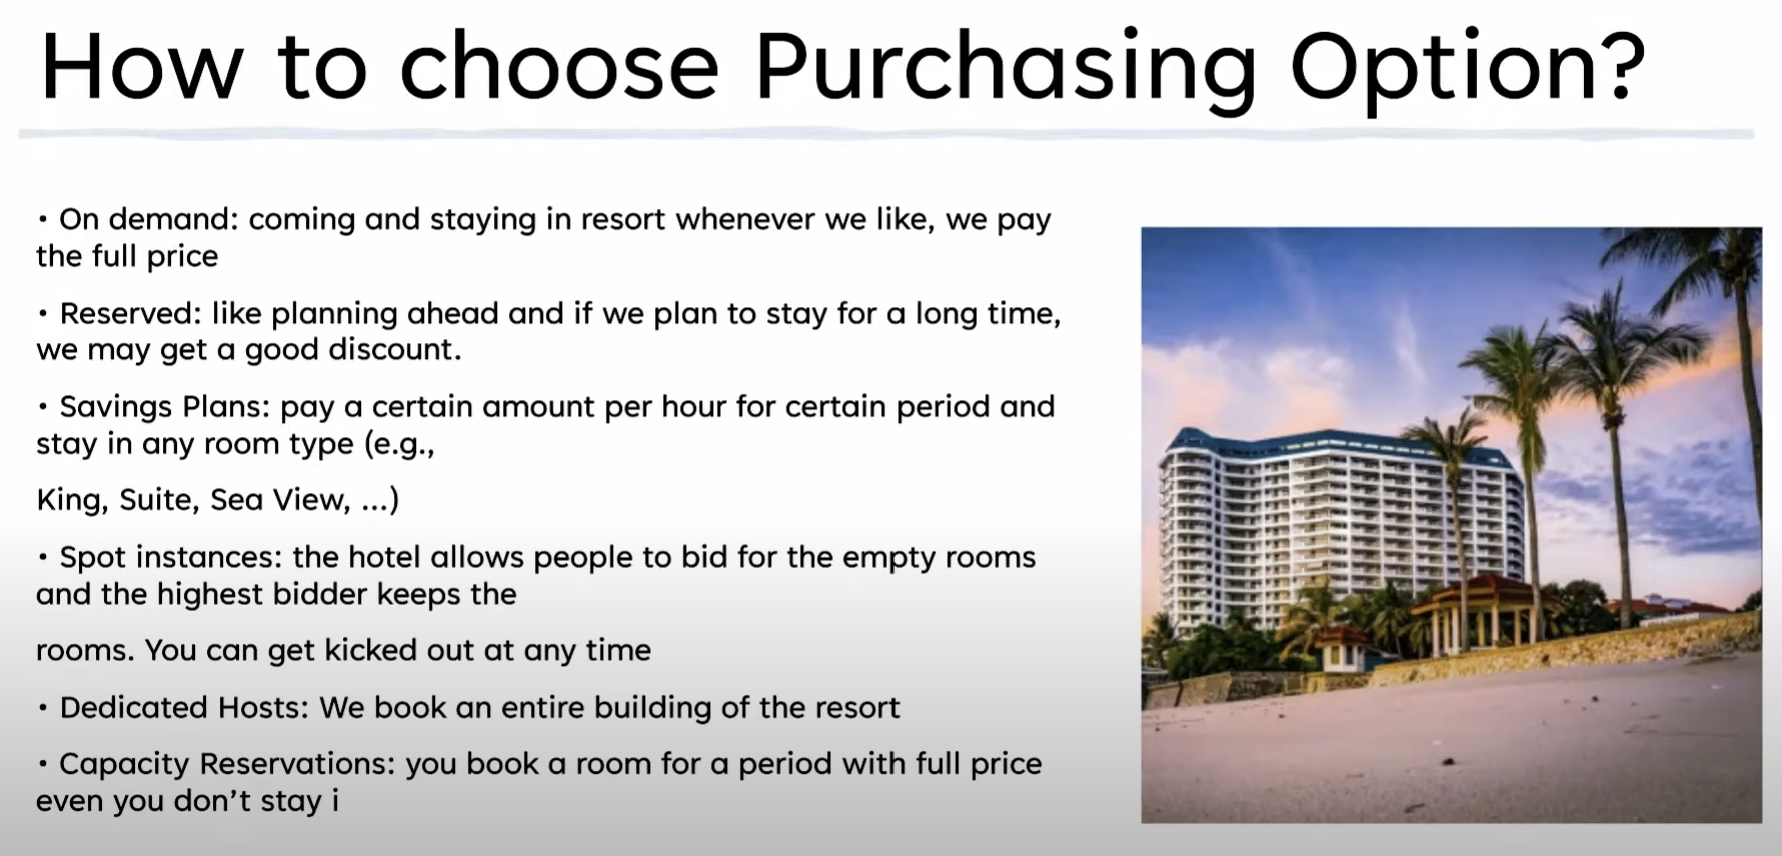 How to choose Purchasing Option?
• On demand: coming and staying in resort whenever we like, we pay
the full price
• Reserved: like planning ahead and if we plan to stay for a long time,
we may get a good discount.
• Savings Plans: pay a certain amount per hour for certain period and
stay in any room type (e.g.,
King, Suite, Sea View, ...)
• Spot instances: the hotel allows people to bid for the empty rooms
and the highest bidder keeps the
rooms. You can get kicked out at any time
• Dedicated Hosts: We book an entire building of the resort
• Capacity Reservations: you book a room for a period with full price
even you don't stay i